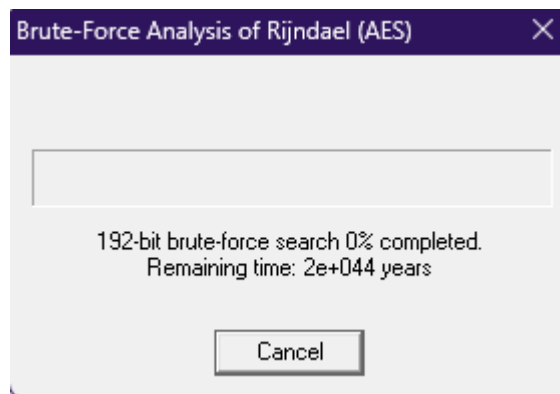 Brute-Force Analysis of Rijndael (AES)
192-bit brute-force search 0% completed.
Remaining time: 2e+044 years
Cancel